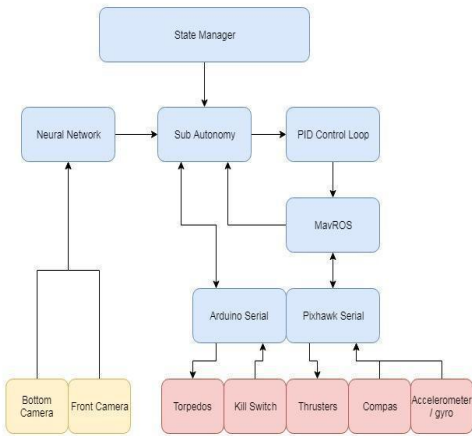 State Manager
Neural Network
Sub Autonomy
PID Control Loop
MavROS
Arduino Serial
Pixhawk Serial
Bottom
Camera
Front Camera
Torpedos
Kill Switch
Thrusters
Compas
Accelerometer
/ gyro